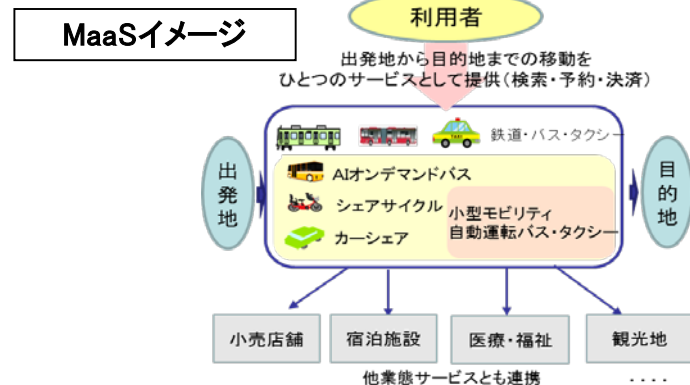 MaaSイメージ
利用者
出発地から目的地までの移動を
ひとつのサービスとして提供(検索・予約・決済)
TAXI
鉄道・バス・タクシー
出発地
AIオンデマンドバス
シェアサイクル
カーシェア
小型モビリティ
自動運転バス・タクシー
目的地
小売店舗
宿泊施設
医療・福祉
観光地
他業態サービスとも連携
・・・・